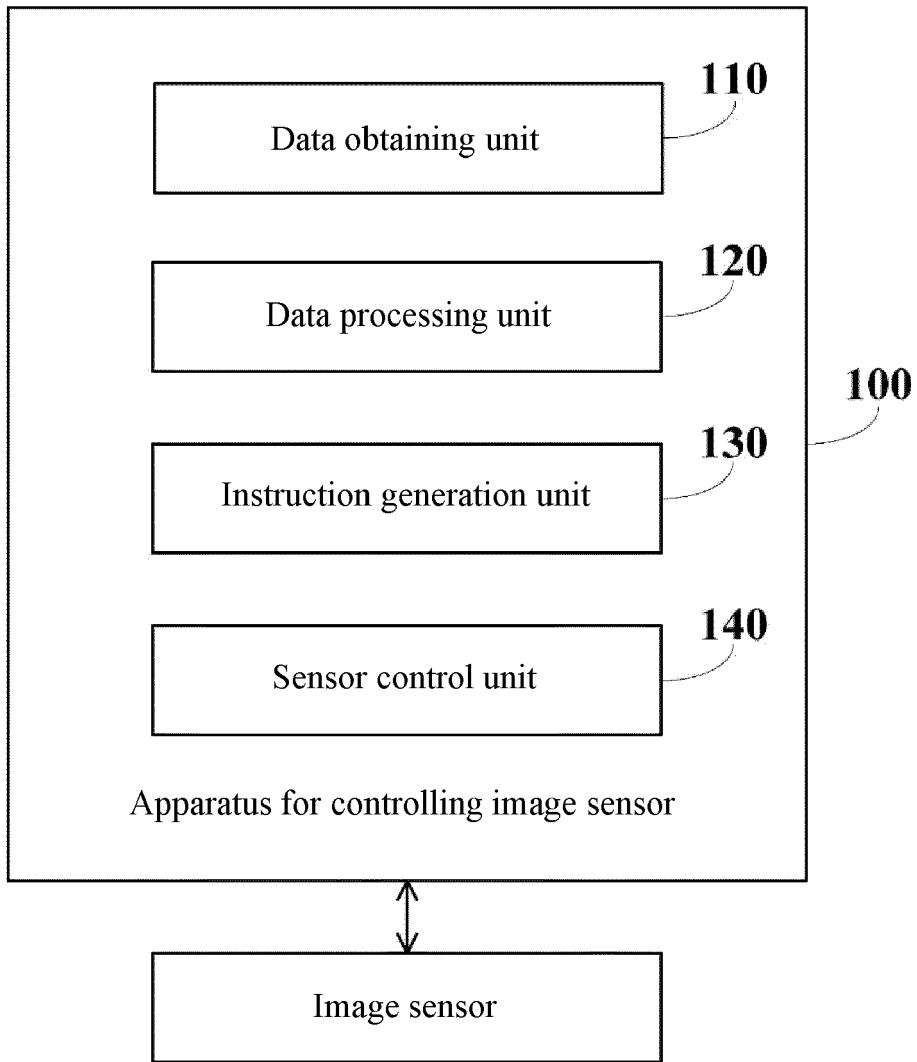 110
Data obtaining unit
120
Data processing unit
100
130
Instruction generation unit
140
Sensor control unit
Apparatus for controlling image sensor
Image sensor